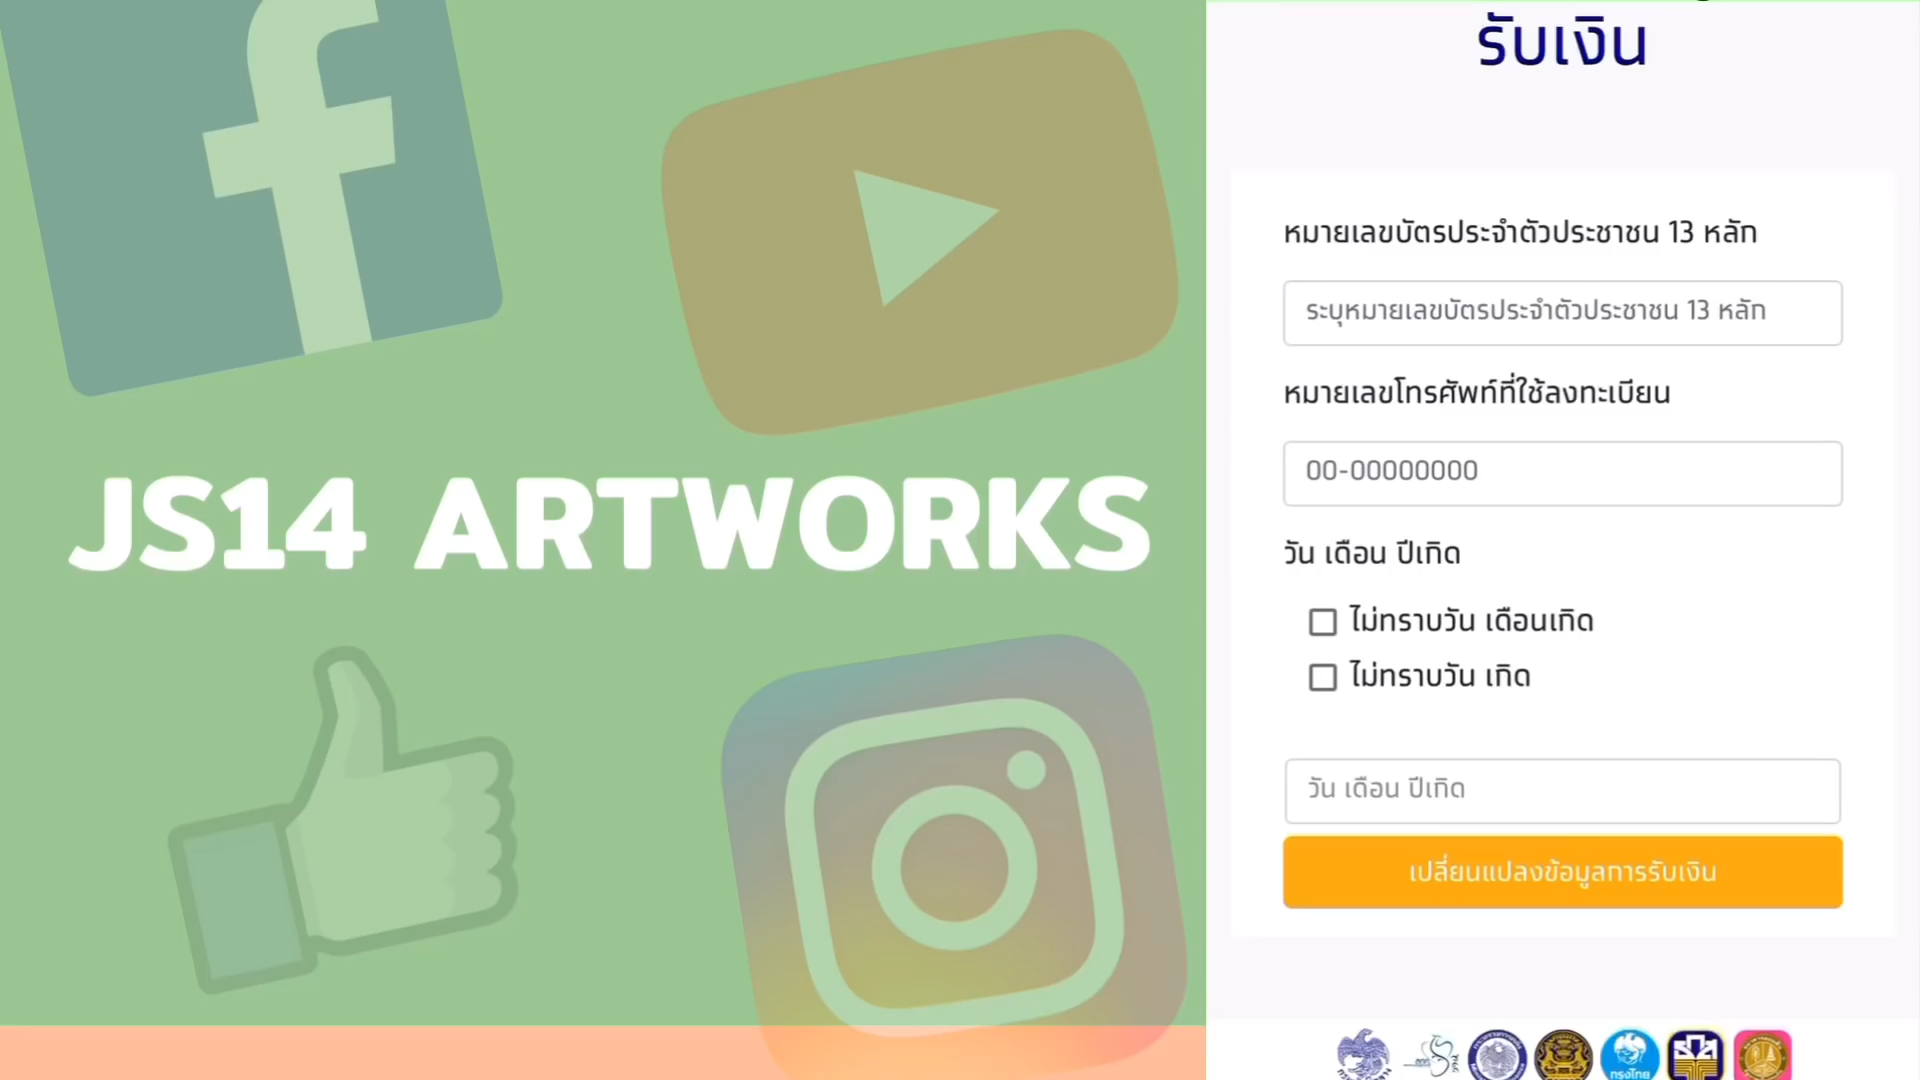 JS14 ARTWORKS
รับเงิน
หมายเลขบัตรประจำตัวประชาชน 13 หลัก
ระบุหมายเลขบัตรประจำตัวประชาชน 13 หลัก
หมายเลขโทรศัพท์ที่ใช้ลงทะเบียน
00-00000000
วัน เดือน ปีเกิด
ไม่ทราบวัน เดือนเกิด
ไม่ทราบวัน เกิด
วัน เดือน ปีเกิด
เปลี่ยนแปลงข้อมูลการรับเงิน
กรุงไทย